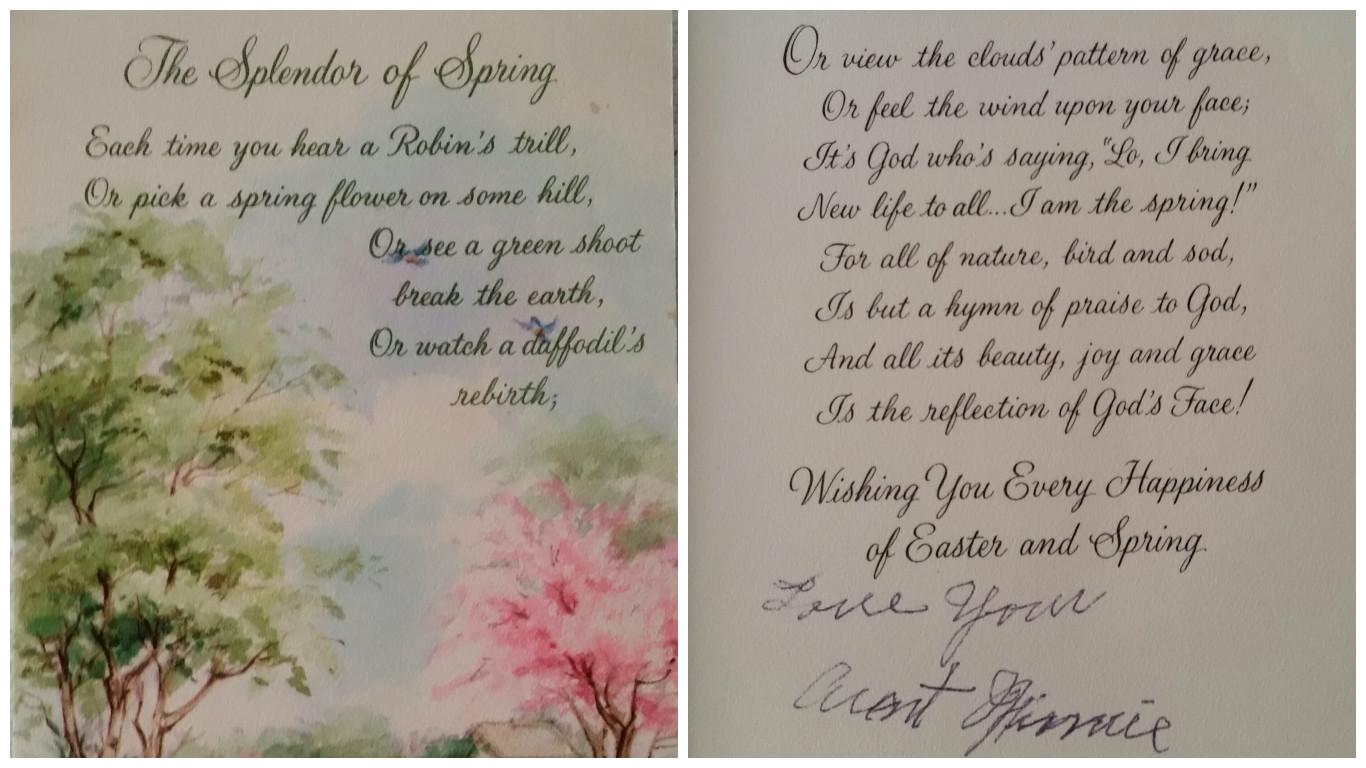 The Splendor of Spring
Each time you hear a Robin's trill,
Or pick a spring flower on some hill,
Or see a green shoot
break the earth,
Or watch a daffodil's
rebirth;
Or view the clouds' pattern of grace,
Or feel the wind upon your face;
It's God who's saying, "Lo, I bring
New life to all...I am the spring!"
For all of nature, bird and sod,
Is but a hymn of praise to God,
And all its beauty, joy and grace
Is the reflection of God's Face!
Wishing You Every Happiness
of Easter and Spring.
Love Your
Aunt